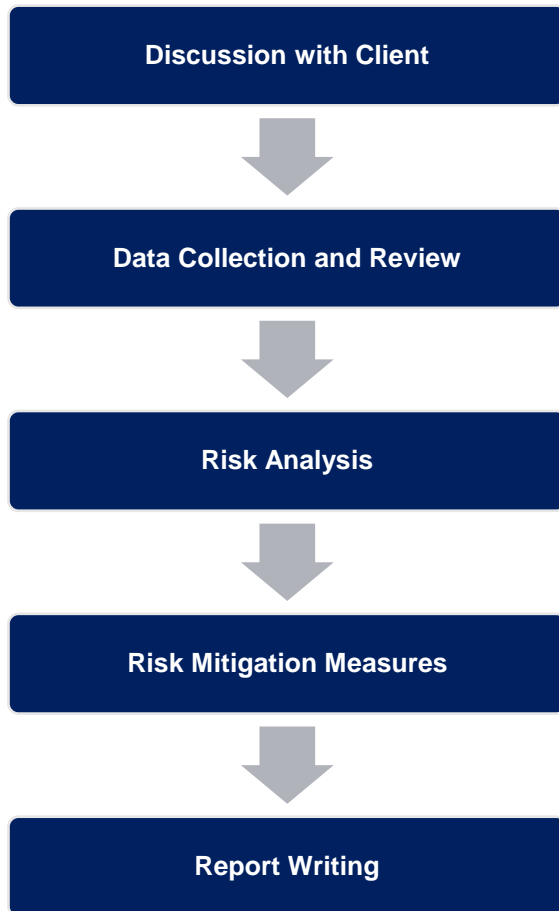 Discussion with Client
Data Collection and Review
Risk Analysis
Risk Mitigation Measures
Report Writing